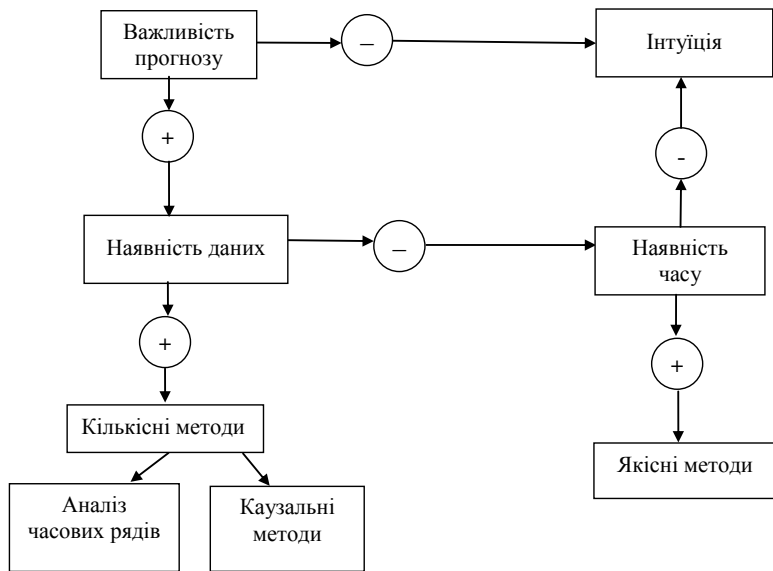 Важливість
прогнозу
–
Інтуїція
+
-
Наявність даних
–
Наявність
часу
+
+
Кількісні методи
Якісні методи
Аналіз
часових рядів
Каузальні
методи